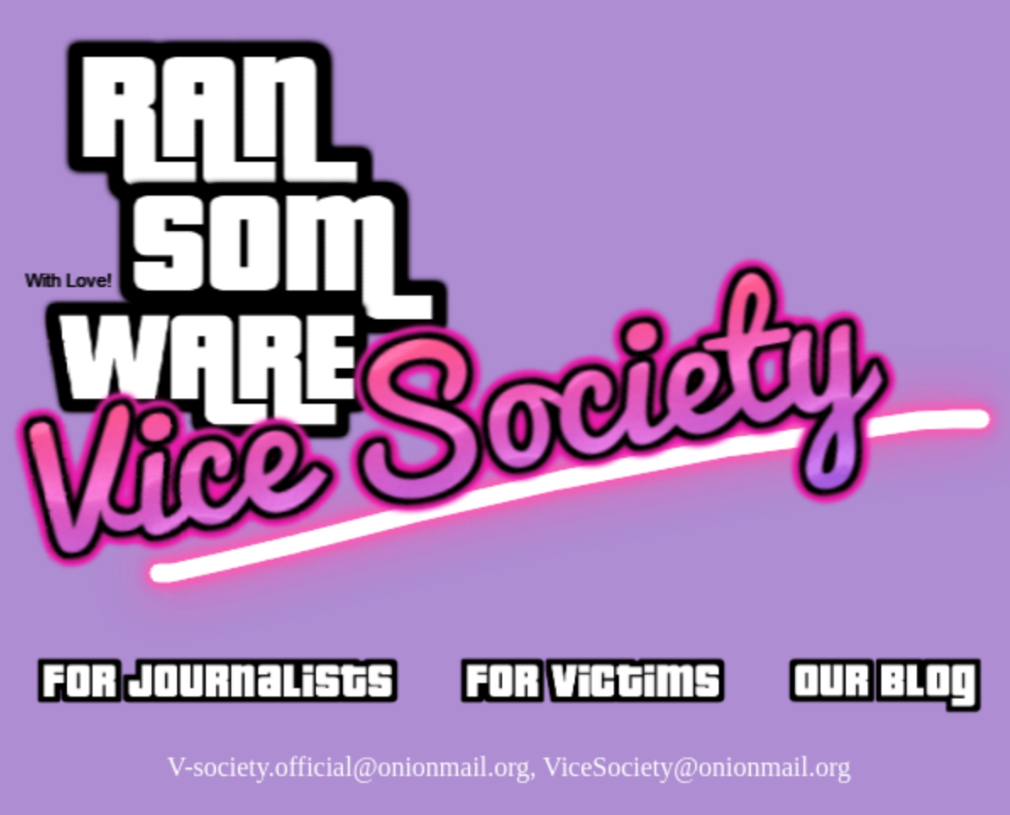 RAN
SOM
With Love!
WARE
Vice Society
FOR JOURNALISTS FOR VICTIMS OUR BLOG
V-society.official@onionmail.org, ViceSociety@onionmail.org